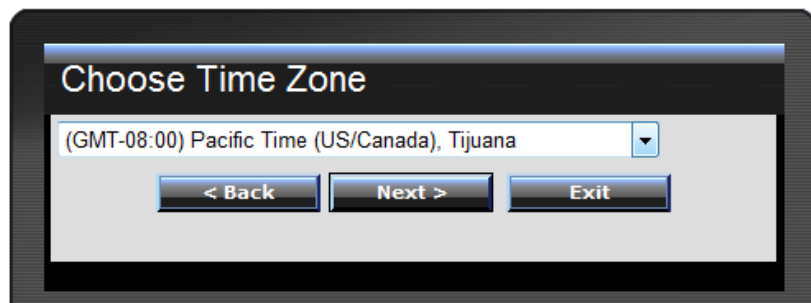 Choose Time Zone
(GMT-08:00) Pacific Time (US/Canada), Tijuana
< Back Next > Exit